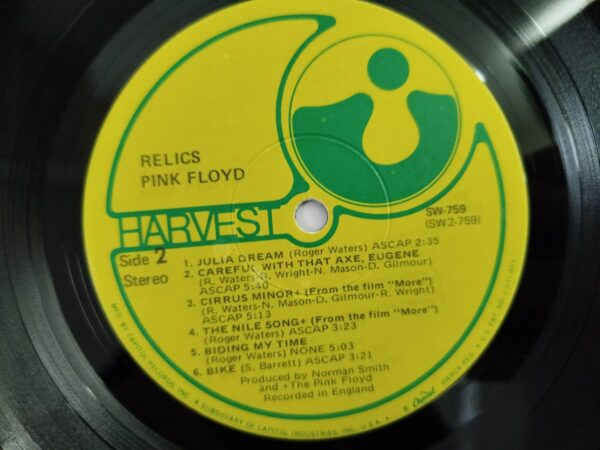 RELICS
PINK FLOYD
HARVEST
SW-759
(SW2-759)
Side 2
Stereo
1. JULIA DREAM (Roger Waters) ASCAP 2:35
2. CAREFUL WITH THAT AXE, EUGENE
(R. Waters-R. Wright-N. Mason-D. Gilmour)
ASCAP 5:40
3. CIRRUS MINOR+ (From the film "More")
(R. Waters-N. Mason-D. Gilmour-R. Wright)
ASCAP 5:13
4. THE NILE SONG+ (From the film "More")
(Roger Waters) ASCAP 3:23
5. BIDING MY TIME
(Roger Waters) NONE 5:03
6. BIKE (S. Barrett) ASCAP 3:21
Produced by Norman Smith
and +The Pink Floyd
Recorded in England
MFD. BY CAPITOL RECORDS, INC. A SUBSIDIARY OF CAPITOL INDUSTRIES, INC. U.S.A. Capitol MARCA REG. U.S. PAT.